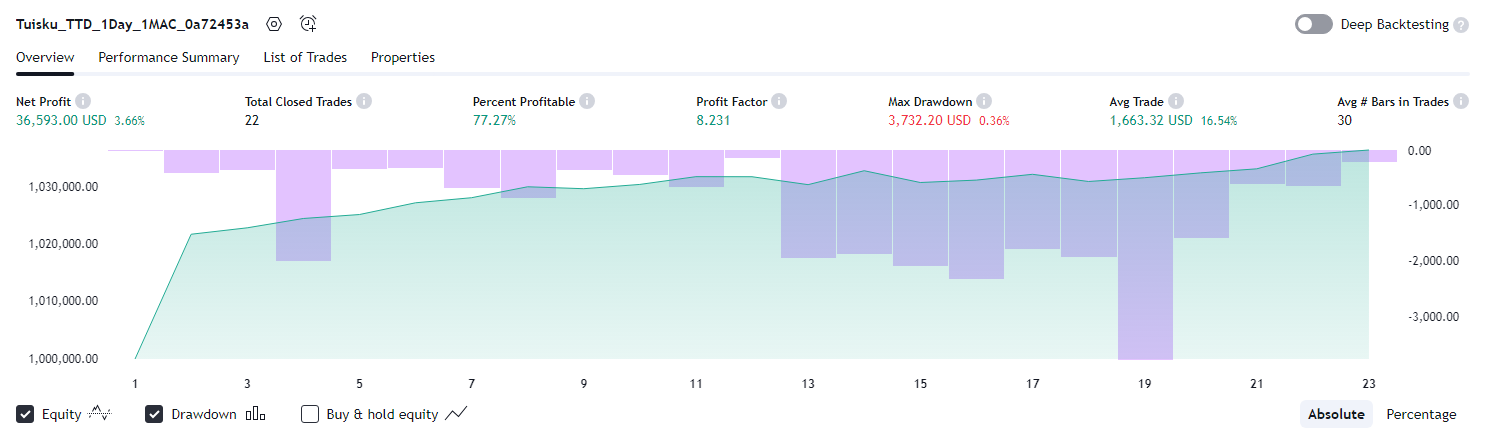 Tuisku_TTD_1Day_1MAC_0a72453a
Deep Backtesting ?
Overview Performance Summary List of Trades Properties
Net Profit Total Closed Trades Percent Profitable Profit Factor Max Drawdown Avg Trade Avg # Bars in Trades
36,593.00 USD 3.66% 22 77.27% 8.231 3,732.20 USD 0.36% 1,663.32 USD 16.54% 30
0.00
1,030,000.00
-1,000.00
1,020,000.00
-2,000.00
1,010,000.00
-3,000.00
1,000,000.00
1 3 5 7 9 11 13 15 17 19 21 23
Equity Drawdown Buy & hold equity Absolute Percentage